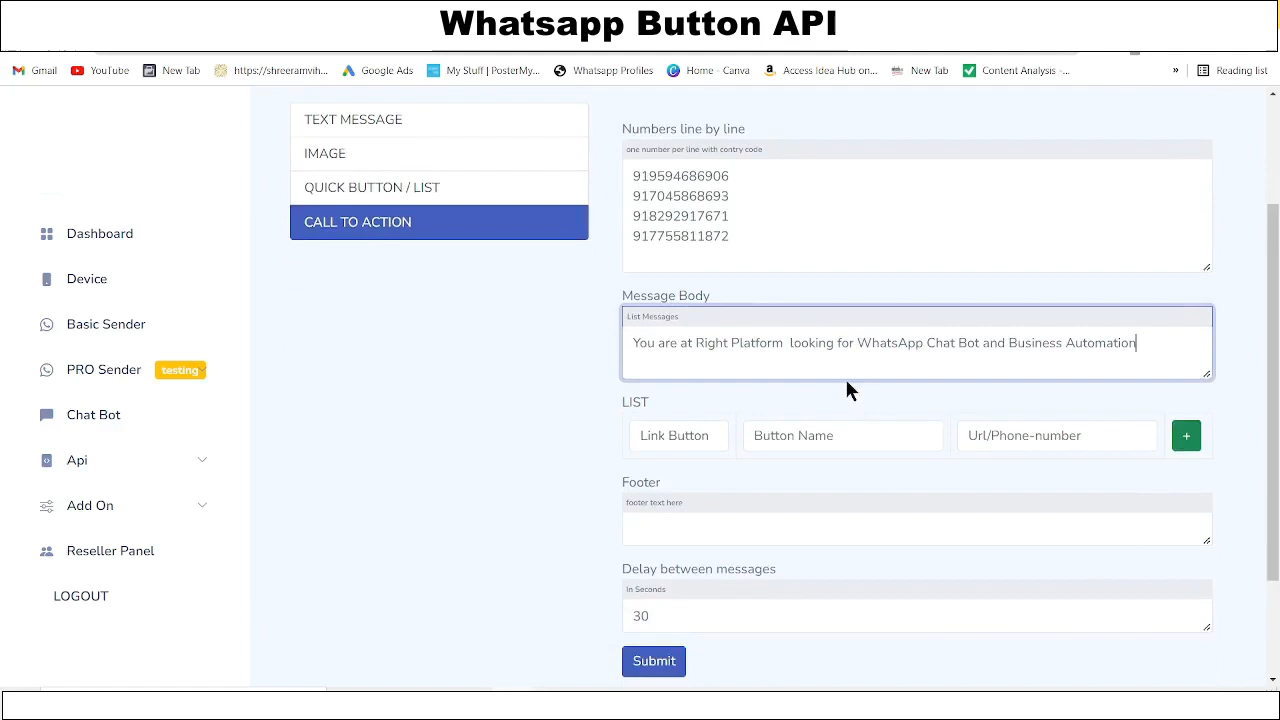 Whatsapp Button API
Gmail
YouTube
New Tab
https://shreeramvih...
Google Ads
My Stuff | PosterMy...
Whatsapp Profiles
Home - Canva
Access Idea Hub on...
New Tab
Content Analysis -...
»
Reading list
TEXT MESSAGE
IMAGE
QUICK BUTTON / LIST
CALL TO ACTION
Dashboard
Device
Basic Sender
PRO Sender testing
Chat Bot
Api
Add On
Reseller Panel
LOGOUT
Numbers line by line
one number per line with contry code
919594686906
917045868693
918292917671
917755811872
Message Body
List Messages
You are at Right Platform  looking for WhatsApp Chat Bot and Business Automation
LIST
Link Button Button Name Url/Phone-number +
Footer
footer text here
Delay between messages
In Seconds
30
Submit